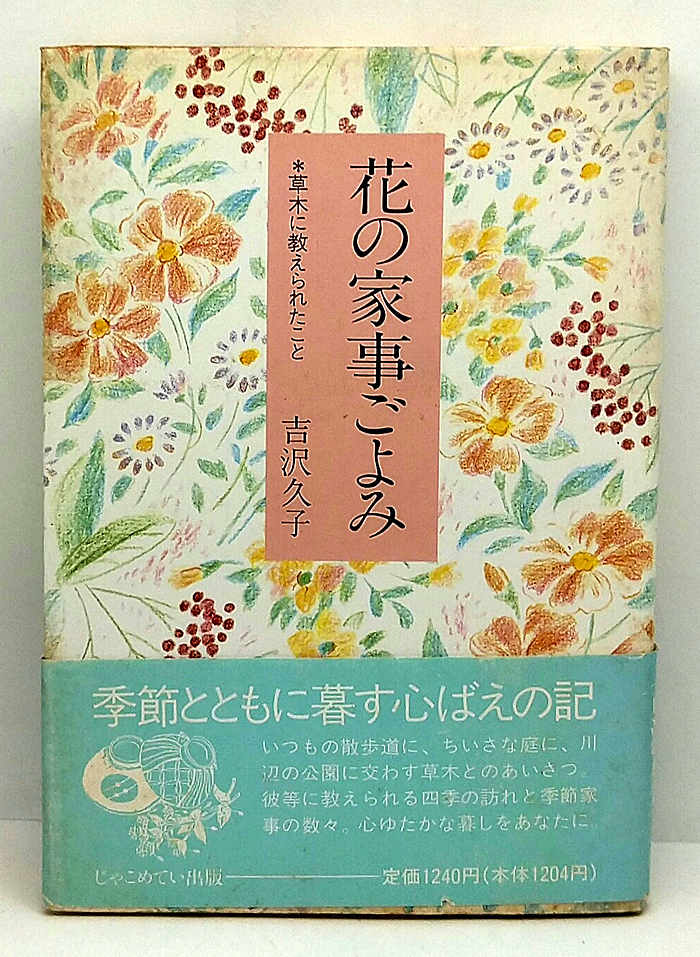 花の家事ごよみ
*草木に教えられたこと
吉沢久子
季節とともに暮す心ばえの記
いつもの散歩道に、ちいさな庭に、川
辺の公園に交わす草木とのあいさつ。
彼等に教えられる四季の訪れと季節家
事の数々。心ゆたかな暮しをあなたに。
じゃこめてい出版
定価1240円(本体1204円)